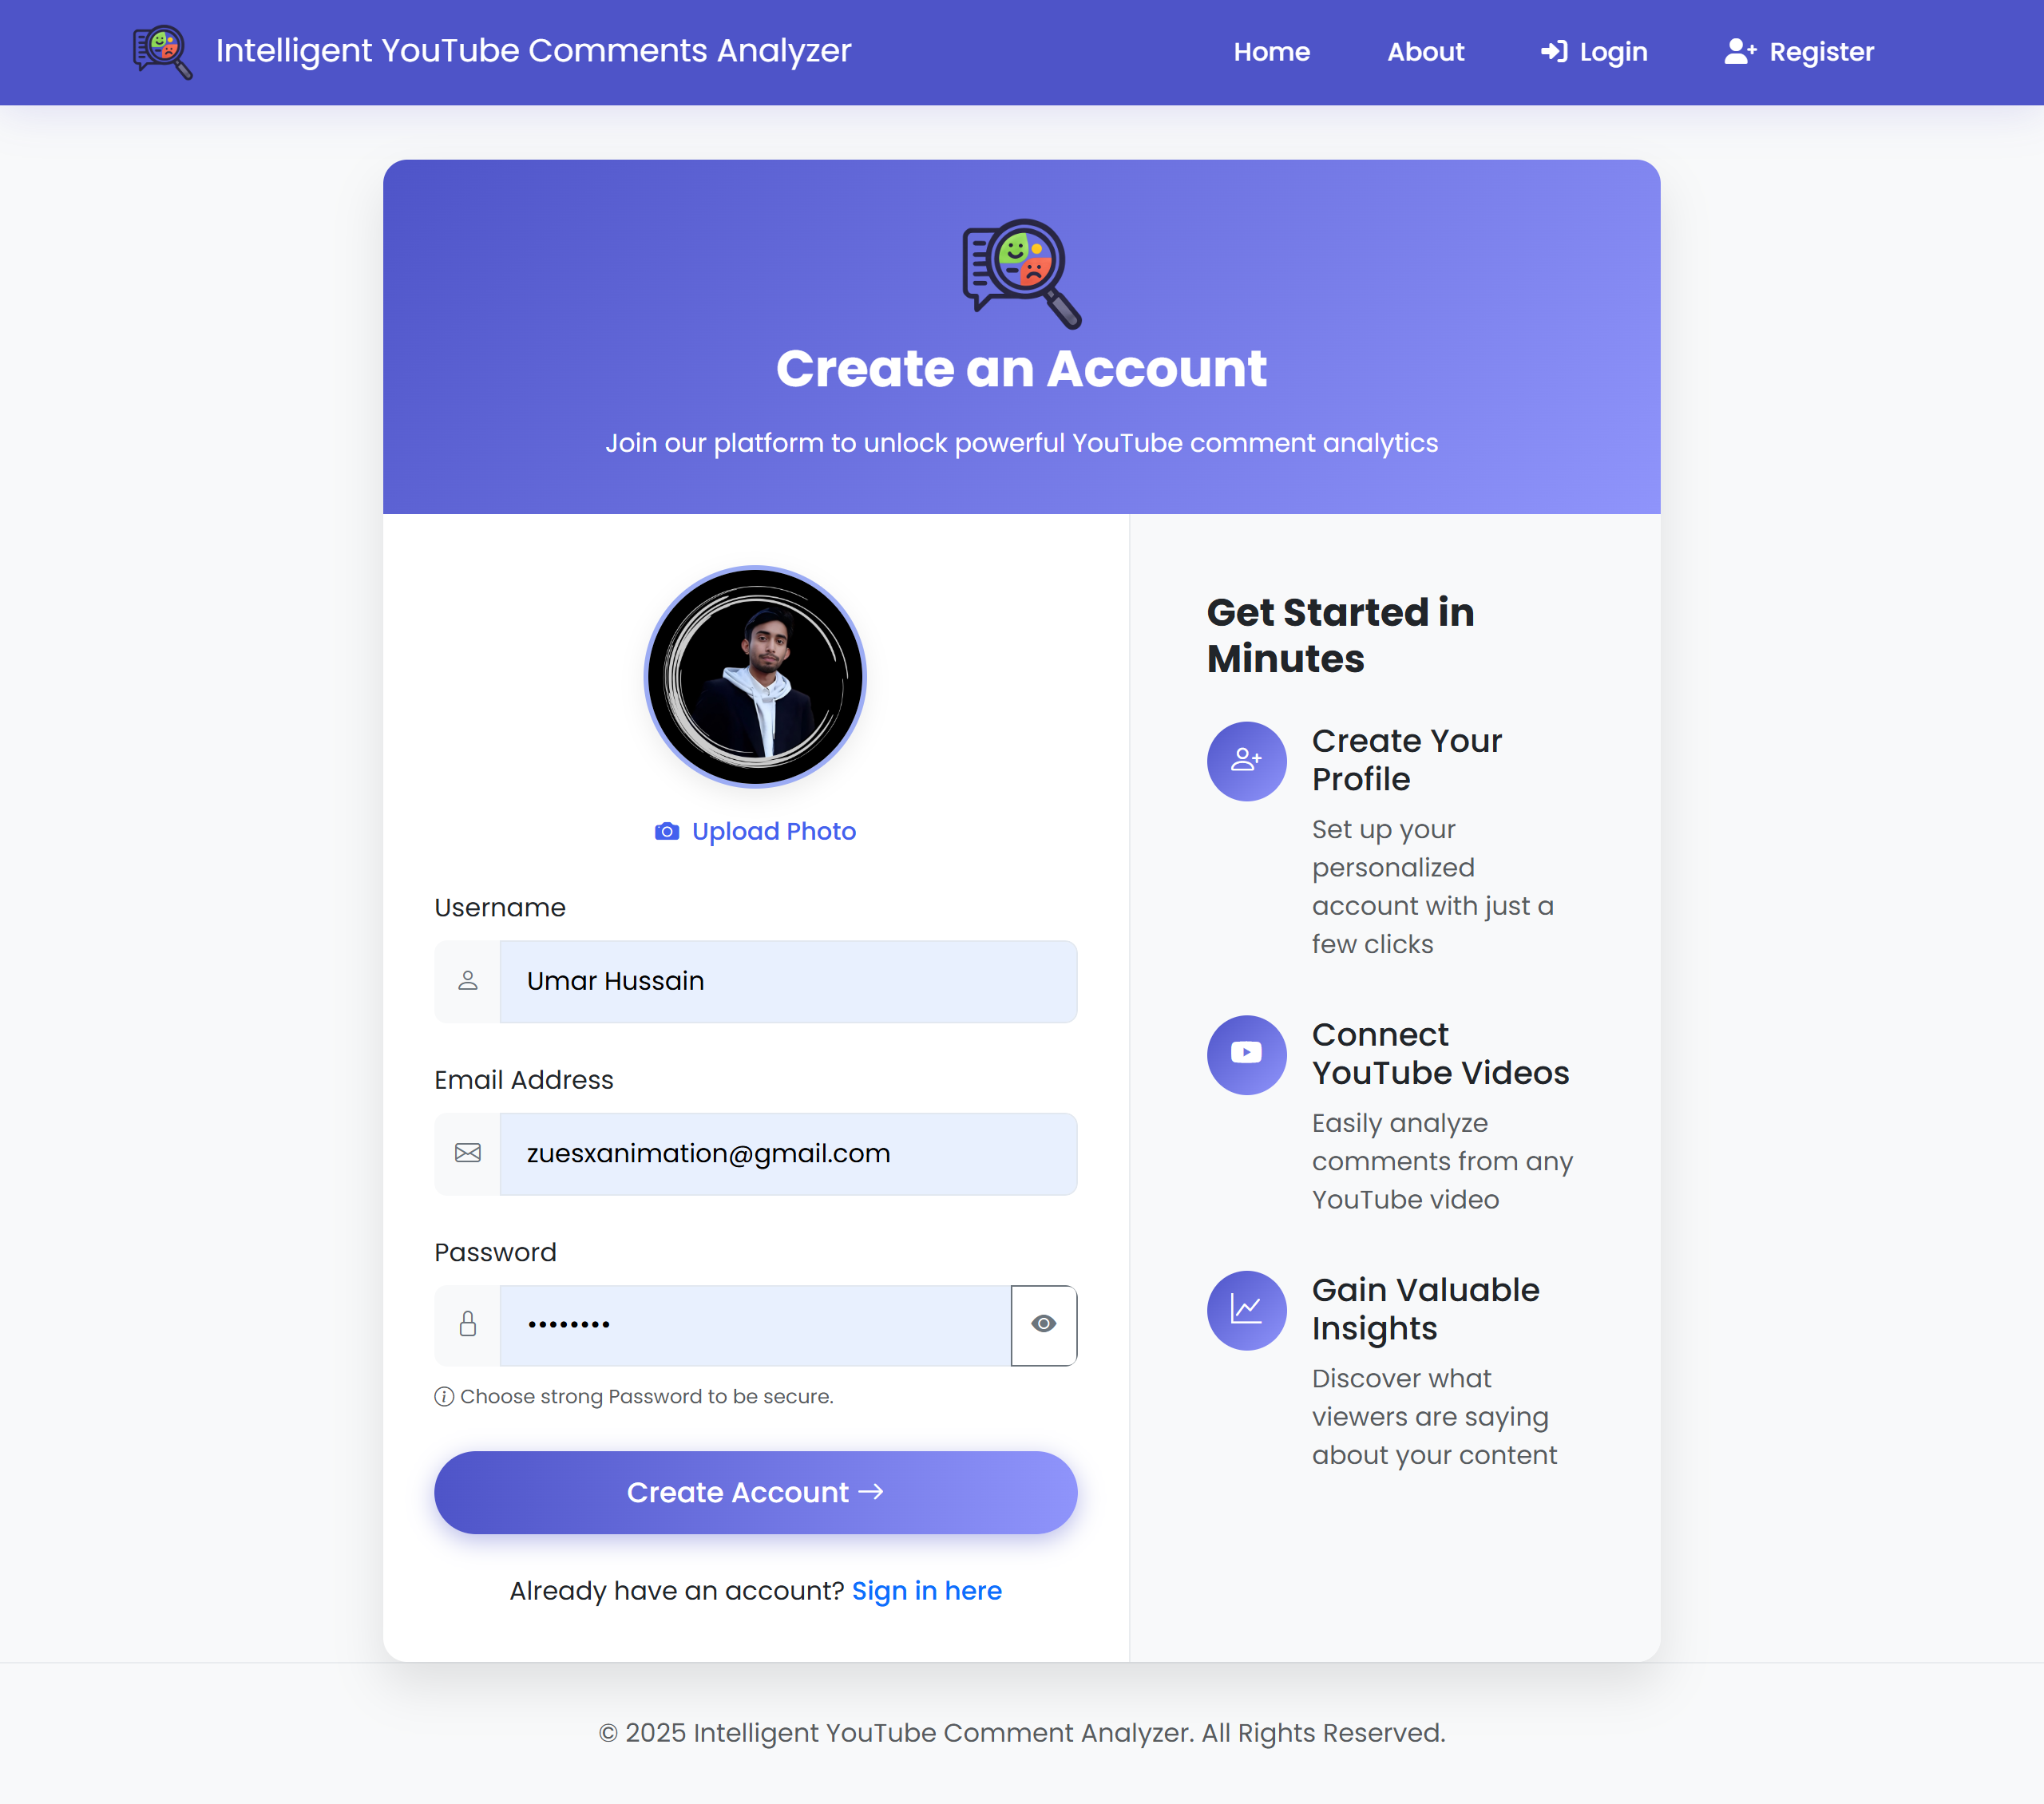 Intelligent YouTube Comments Analyzer
Home
About
Login
Register
Create an Account
Join our platform to unlock powerful YouTube comment analytics
Upload Photo
Username
Umar Hussain
Email Address
zuesxanimation@gmail.com
Password
••••••••
Choose strong Password to be secure.
Create Account →
Already have an account? Sign in here
Get Started in
Minutes
Create Your
Profile
Set up your
personalized
account with just a
few clicks
Connect
YouTube Videos
Easily analyze
comments from any
YouTube video
Gain Valuable
Insights
Discover what
viewers are saying
about your content
© 2025 Intelligent YouTube Comment Analyzer. All Rights Reserved.